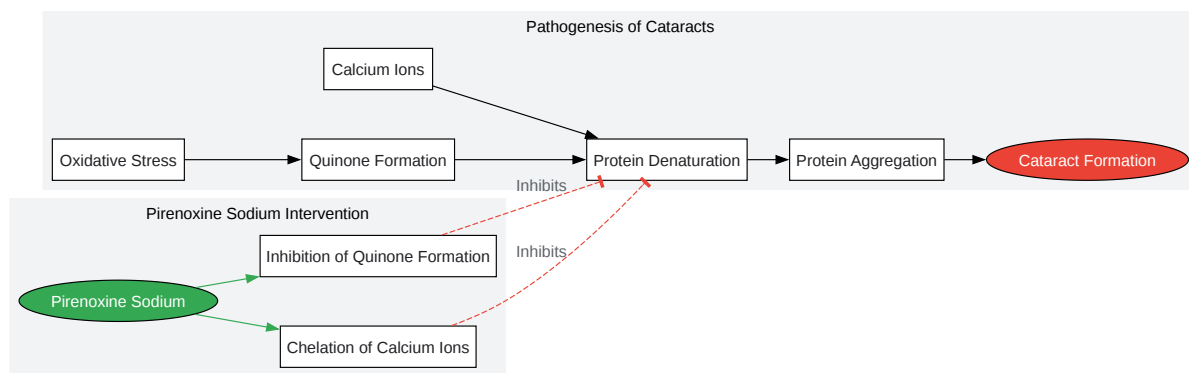 Pathogenesis of Cataracts
Calcium Ions
Oxidative Stress
Quinone Formation
Protein Denaturation
Protein Aggregation
Cataract Formation
Inhibits
Pirenoxine Sodium Intervention
Inhibition of Quinone Formation
Inhibits
Pirenoxine Sodium
Chelation of Calcium Ions